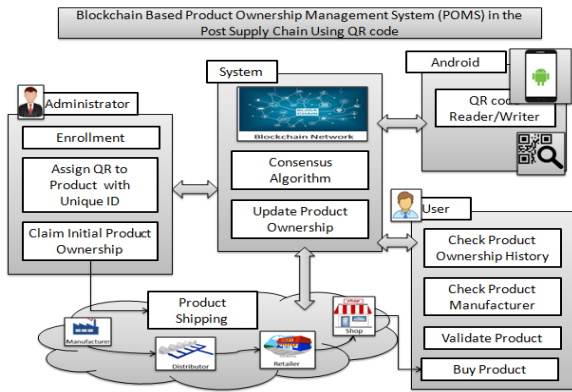 Blockchain Based Product Ownership Management System (POMS) in the
Post Supply Chain Using QR code
System
Android
Administrator
QR code
Reader/Writer
Blockchain Network
Enrollment
Consensus
Algorithm
Assign QR to
Product with
Unique ID
User
Update Product
Ownership
Claim Initial Product
Ownership
Check Product
Ownership History
Check Product
Manufacturer
Product
Shipping
Shop
Manufacturer
Validate Product
Distributor
Retailer
Buy Product